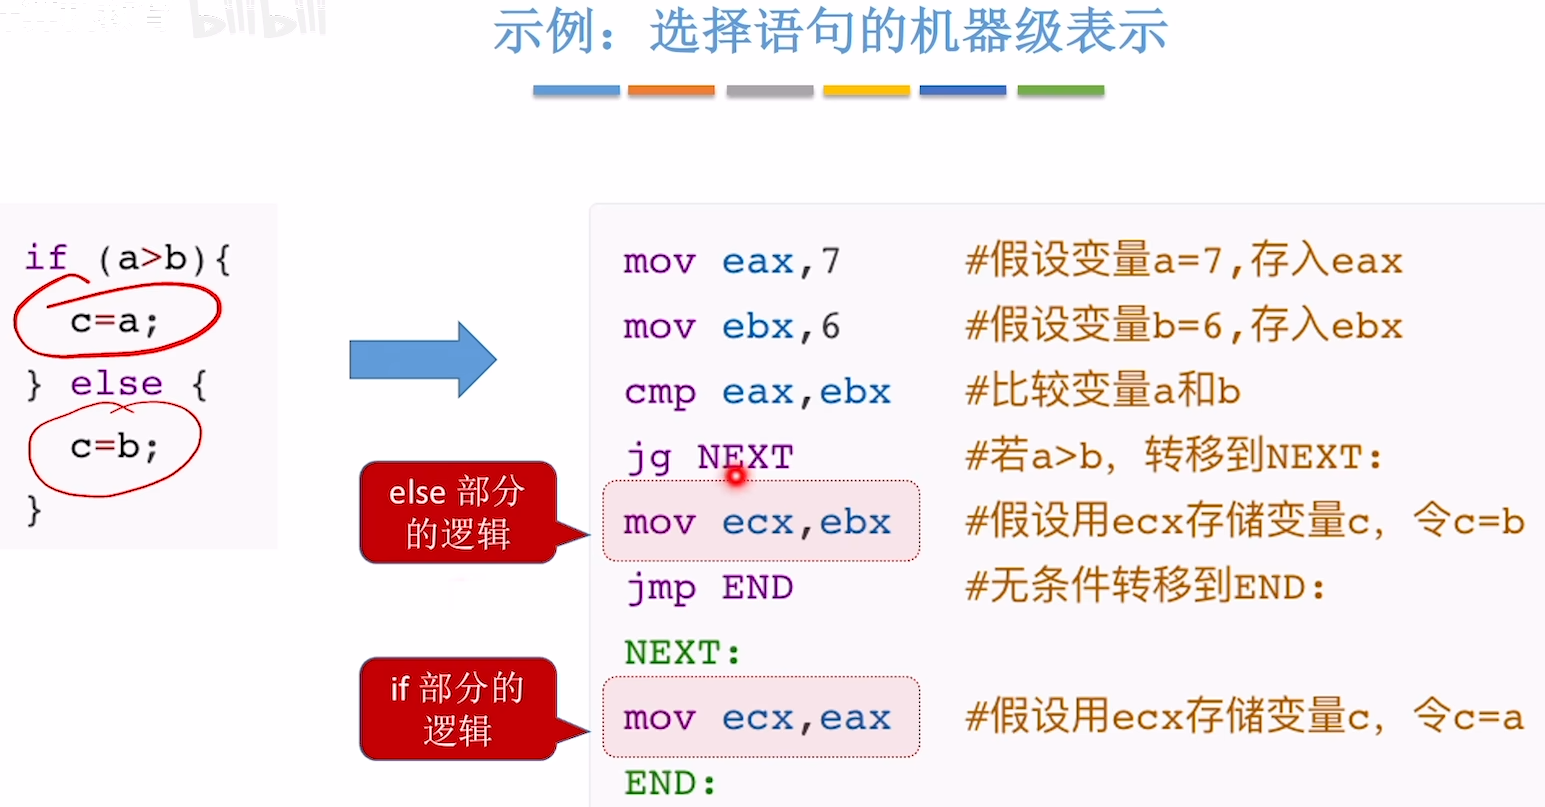 bilibili
示例：选择语句的机器级表示
if (a>b){
c=a;
} else {
c=b;
}
else 部分
的逻辑
if 部分的
逻辑
mov eax,7 #假设变量a=7,存入eax
mov ebx,6 #假设变量b=6,存入ebx
cmp eax,ebx #比较变量a和b
jg NEXT #若a>b，转移到NEXT:
mov ecx,ebx #假设用ecx存储变量c，令c=b
jmp END #无条件转移到END:
NEXT:
mov ecx,eax #假设用ecx存储变量c，令c=a
END: